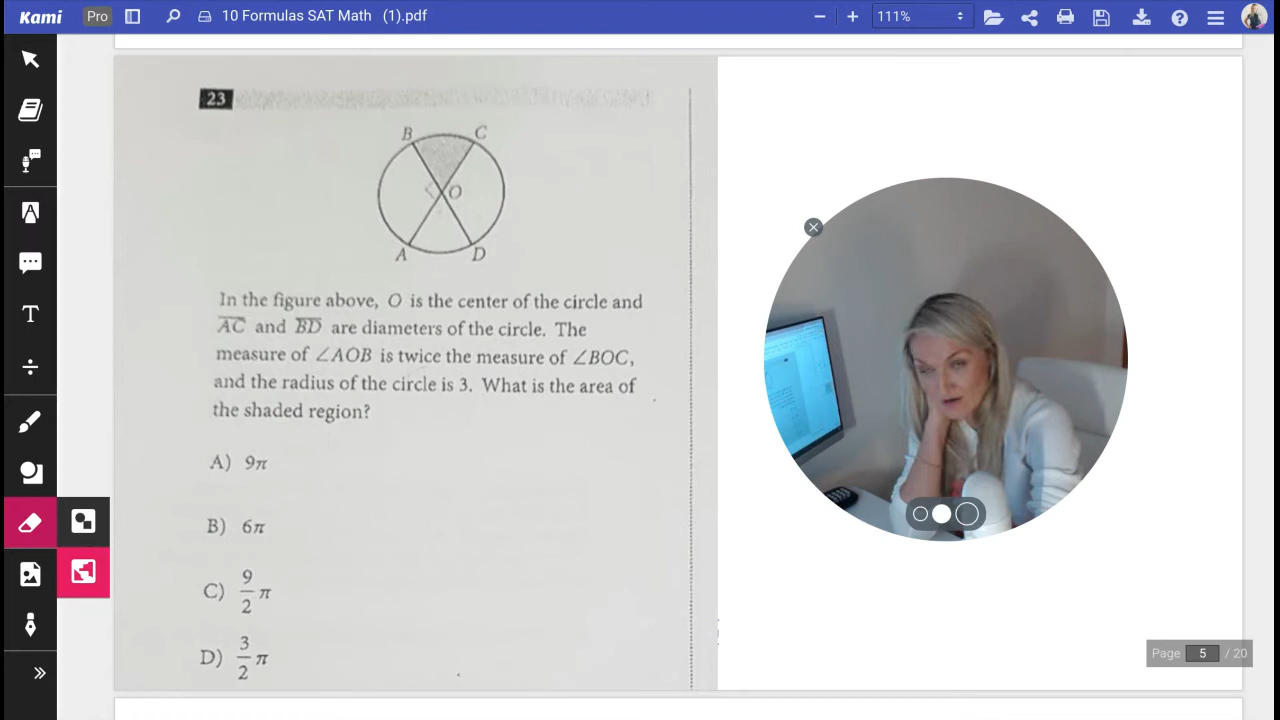 Kami
Pro
10 Formulas SAT Math (1).pdf
111%
23
B
C
O
A
D
In the figure above, O is the center of the circle and
AC and BD are diameters of the circle. The
measure of ∠AOB is twice the measure of ∠BOC,
and the radius of the circle is 3. What is the area of
the shaded region?
A) 9π
B) 6π
C) 9/2 π
D) 3/2 π
Page 5 / 20